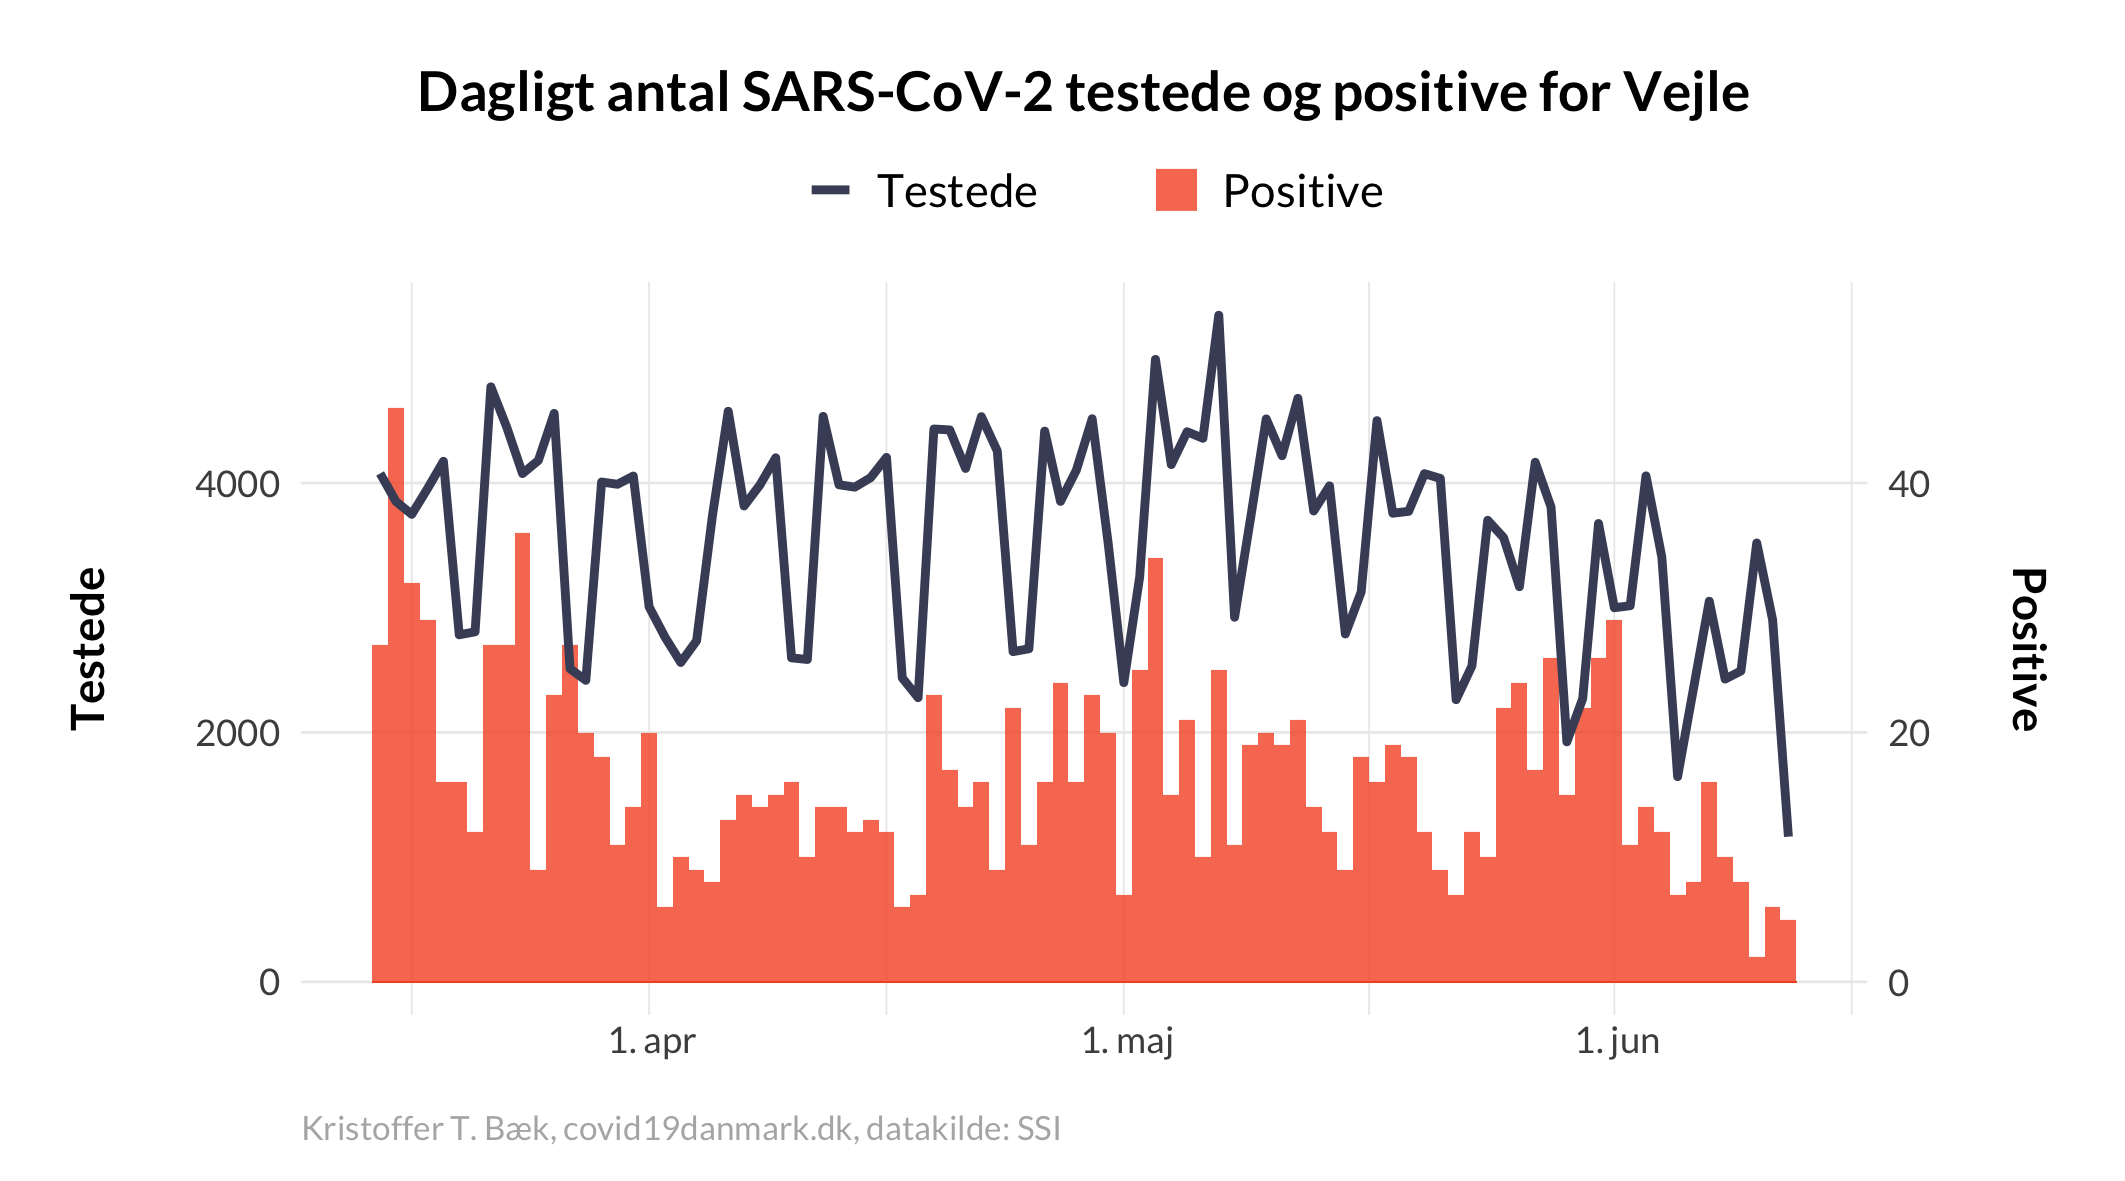 Dagligt antal SARS-CoV-2 testede og positive for Vejle
Testede
Positive
Testede
4000
2000
0
40
20
0
Positive
1. apr
1. maj
1. jun
Kristoffer T. Bæk, covid19danmark.dk, datakilde: SSI